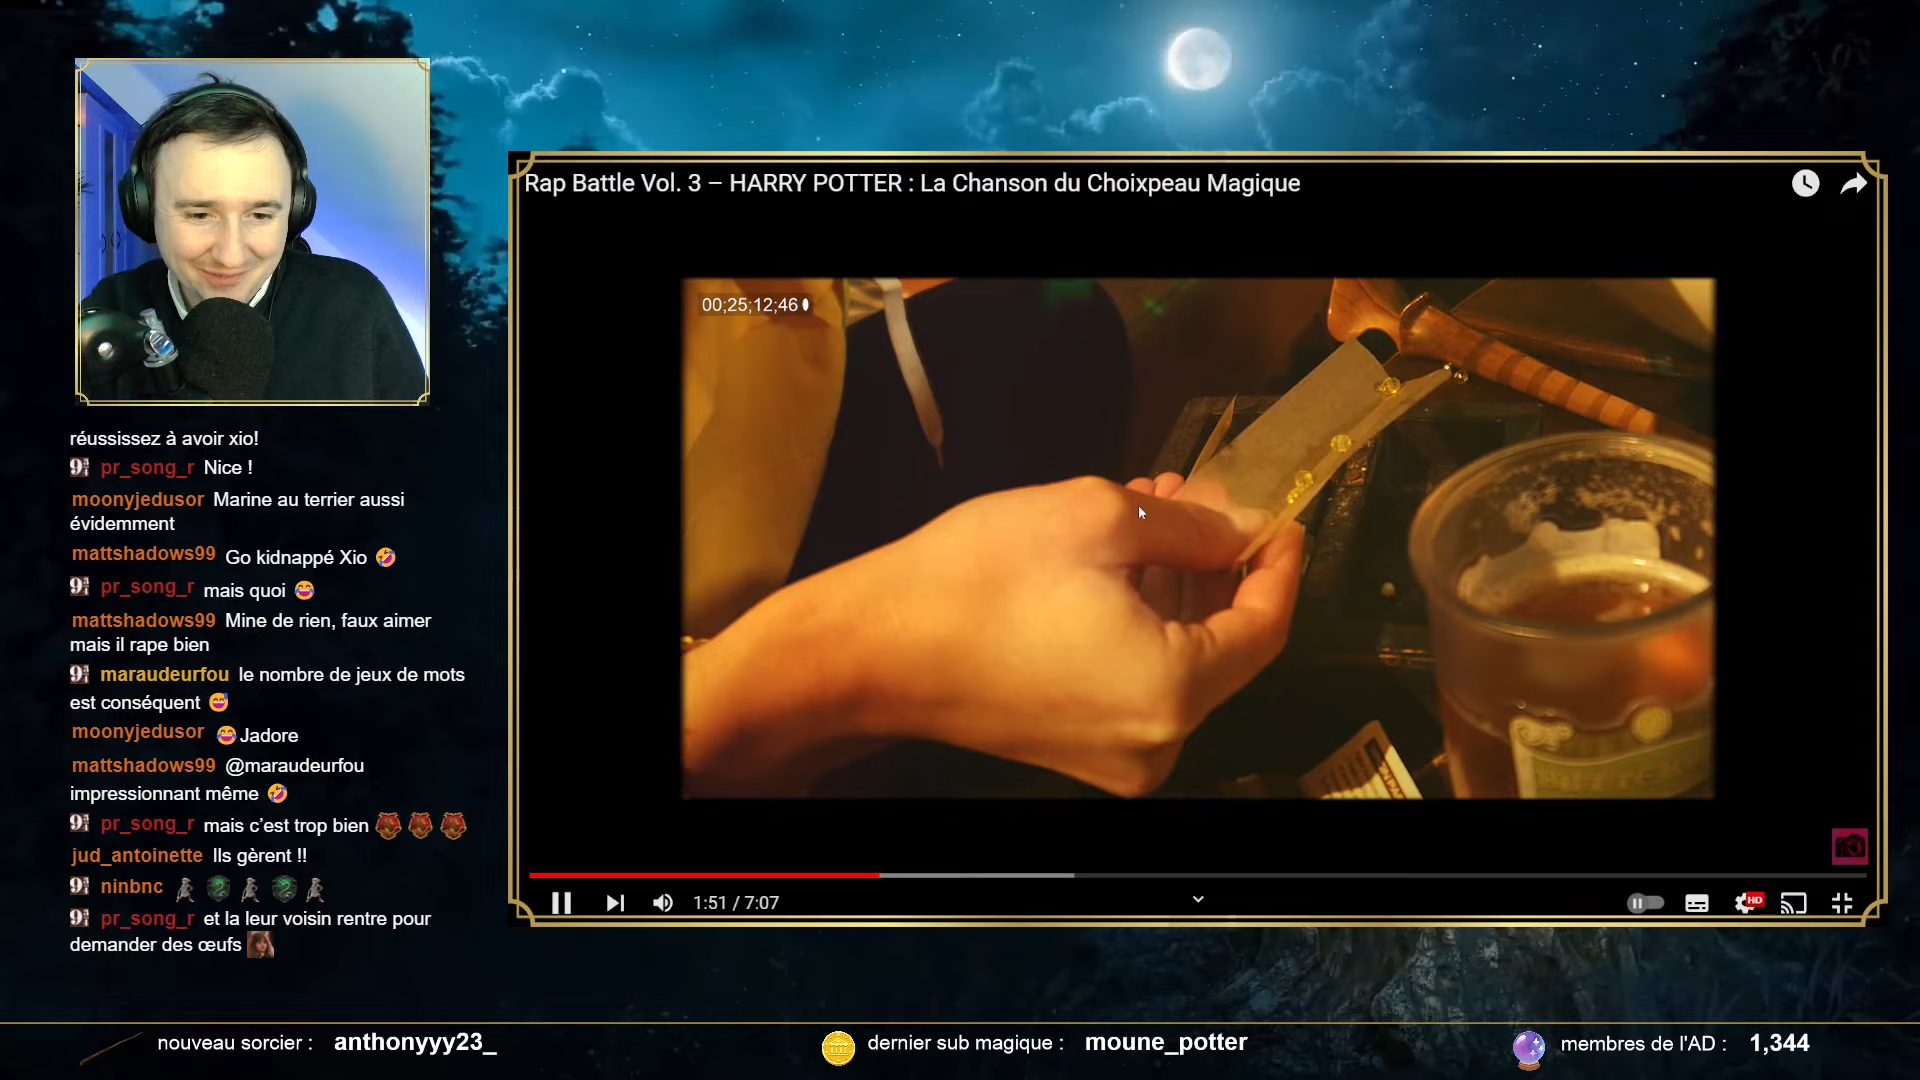 Rap Battle Vol. 3 – HARRY POTTER : La Chanson du Choixpeau Magique
00;25;12;46
réussissez à avoir xio!
pr_song_r Nice !
moonyjedusor Marine au terrier aussi
évidemment
mattshadows99 Go kidnappé Xio 🤣
pr_song_r mais quoi 😂
mattshadows99 Mine de rien, faux aimer
mais il rape bien
maraudeurfou le nombre de jeux de mots
est conséquent 😅
moonyjedusor 😂 Jadore
mattshadows99 @maraudeurfou
impressionnant même 🤣
pr_song_r mais c’est trop bien
jud_antoinette Ils gèrent !!
ninbnc
pr_song_r et la leur voisin rentre pour
demander des œufs
1:51 / 7:07
HD
nouveau sorcier : anthonyyy23_
dernier sub magique : moune_potter
membres de l'AD : 1,344